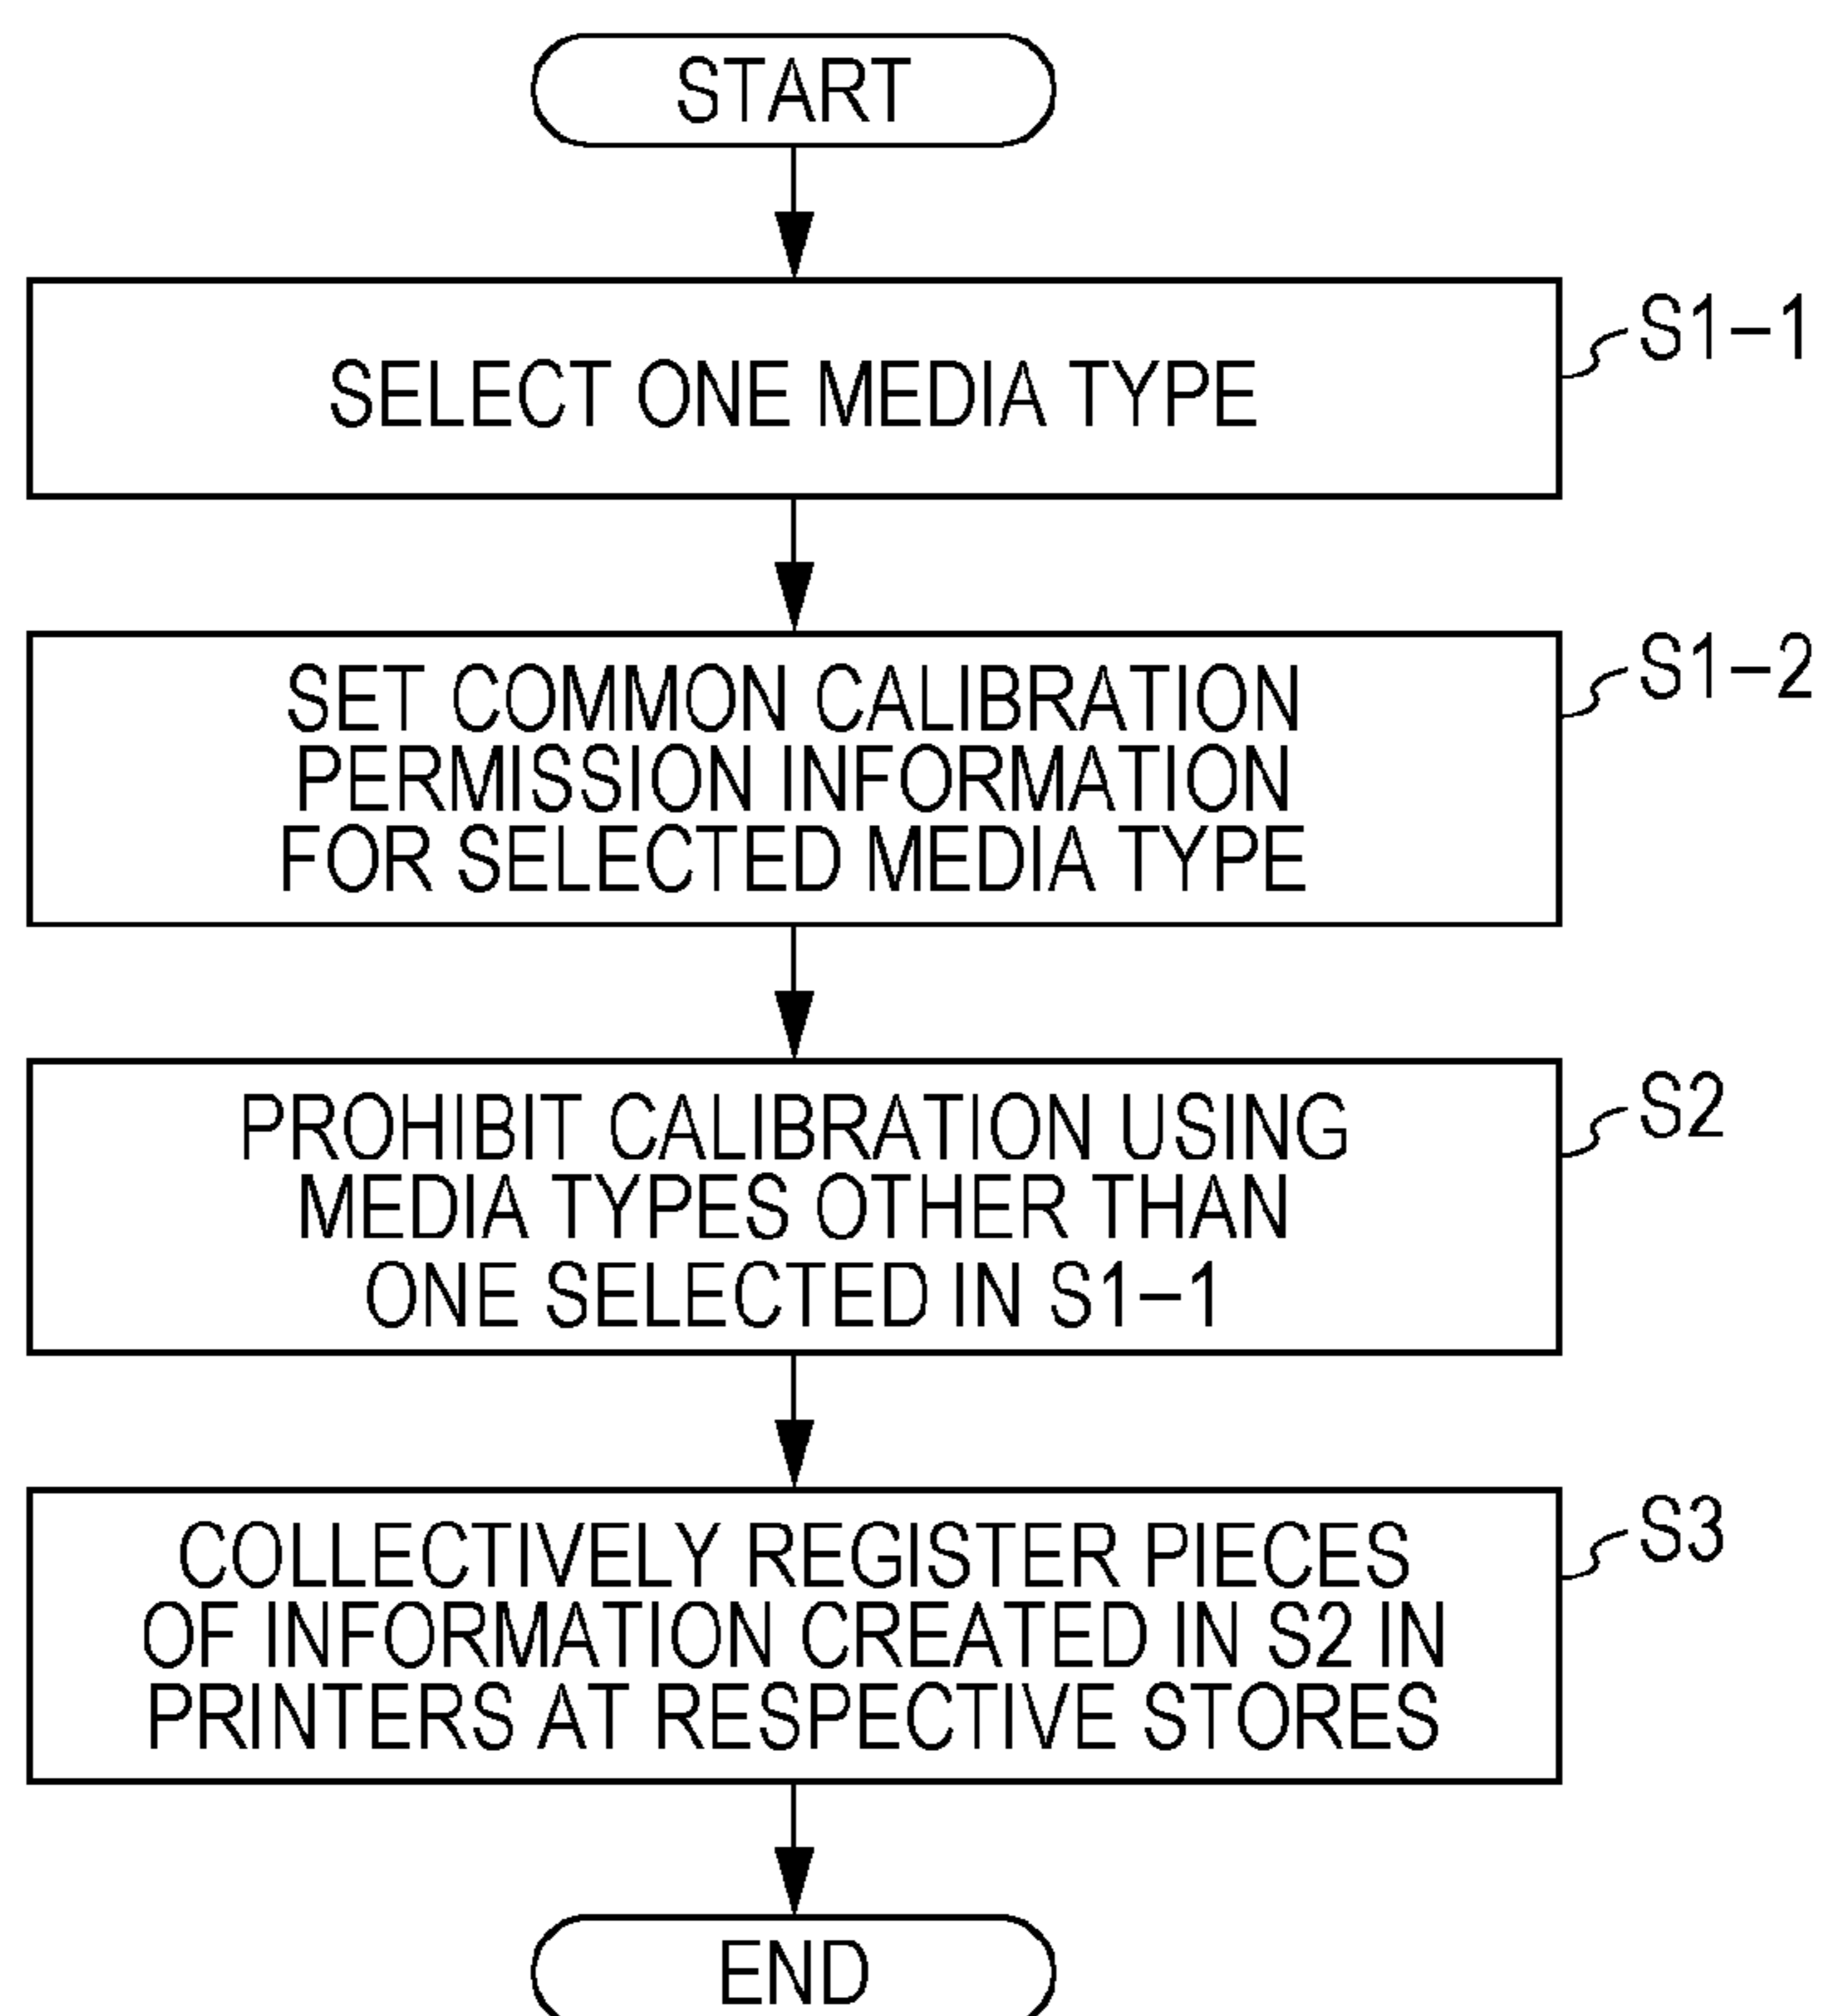 START
SELECT ONE MEDIA TYPE
S1-1
SET COMMON CALIBRATION
PERMISSION INFORMATION
FOR SELECTED MEDIA TYPE
S1-2
PROHIBIT CALIBRATION USING
MEDIA TYPES OTHER THAN
ONE SELECTED IN S1-1
S2
COLLECTIVELY REGISTER PIECES
OF INFORMATION CREATED IN S2 IN
PRINTERS AT RESPECTIVE STORES
S3
END